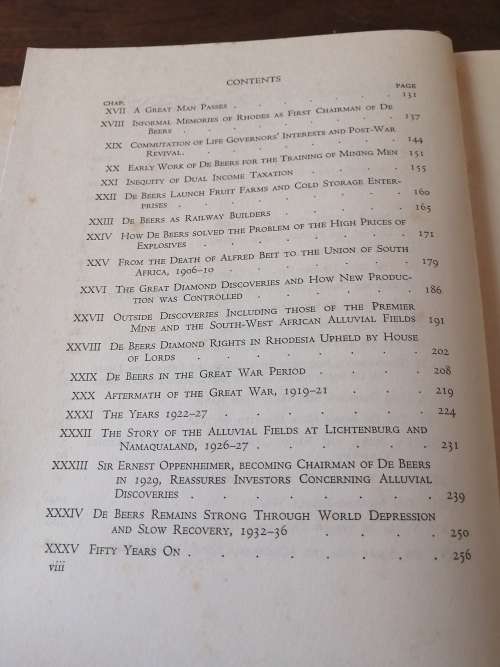 CONTENTS
CHAP. PAGE
XVII A GREAT MAN PASSES . . . . . . . 131
XVIII INFORMAL MEMORIES OF RHODES AS FIRST CHAIRMAN OF DE
BEERS . . . . . . . . 137
XIX COMMUTATION OF LIFE GOVERNORS' INTERESTS AND POST-WAR
REVIVAL. . . . . . . . 144
XX EARLY WORK OF DE BEERS FOR THE TRAINING OF MINING MEN 151
XXI INEQUITY OF DUAL INCOME TAXATION . . . . 155
XXII DE BEERS LAUNCH FRUIT FARMS AND COLD STORAGE ENTER-
PRISES . . . . . . . . 160
XXIII DE BEERS AS RAILWAY BUILDERS . . . . . 165
XXIV HOW DE BEERS SOLVED THE PROBLEM OF THE HIGH PRICES OF
EXPLOSIVES . . . . . . . 171
XXV FROM THE DEATH OF ALFRED BEIT TO THE UNION OF SOUTH
AFRICA, 1906-10 . . . . . . 179
XXVI THE GREAT DIAMOND DISCOVERIES AND HOW NEW PRODUC-
TION WAS CONTROLLED . . . . . 186
XXVII OUTSIDE DISCOVERIES INCLUDING THOSE OF THE PREMIER
MINE AND THE SOUTH-WEST AFRICAN ALLUVIAL FIELDS 191
XXVIII DE BEERS DIAMOND RIGHTS IN RHODESIA UPHELD BY HOUSE
OF LORDS . . . . . . . 202
XXIX DE BEERS IN THE GREAT WAR PERIOD . . . . 208
XXX AFTERMATH OF THE GREAT WAR, 1919-21 . . . 219
XXXI THE YEARS 1922-27 . . . . . . 224
XXXII THE STORY OF THE ALLUVIAL FIELDS AT LICHTENBURG AND
NAMAQUALAND, 1926-27 . . . . . 231
XXXIII SIR ERNEST OPPENHEIMER, BECOMING CHAIRMAN OF DE BEERS
IN 1929, REASSURES INVESTORS CONCERNING ALLUVIAL
DISCOVERIES . . . . . . . 239
XXXIV DE BEERS REMAINS STRONG THROUGH WORLD DEPRESSION
AND SLOW RECOVERY, 1932-36 . . . . 250
XXXV FIFTY YEARS ON . . . . . . . . 256
viii